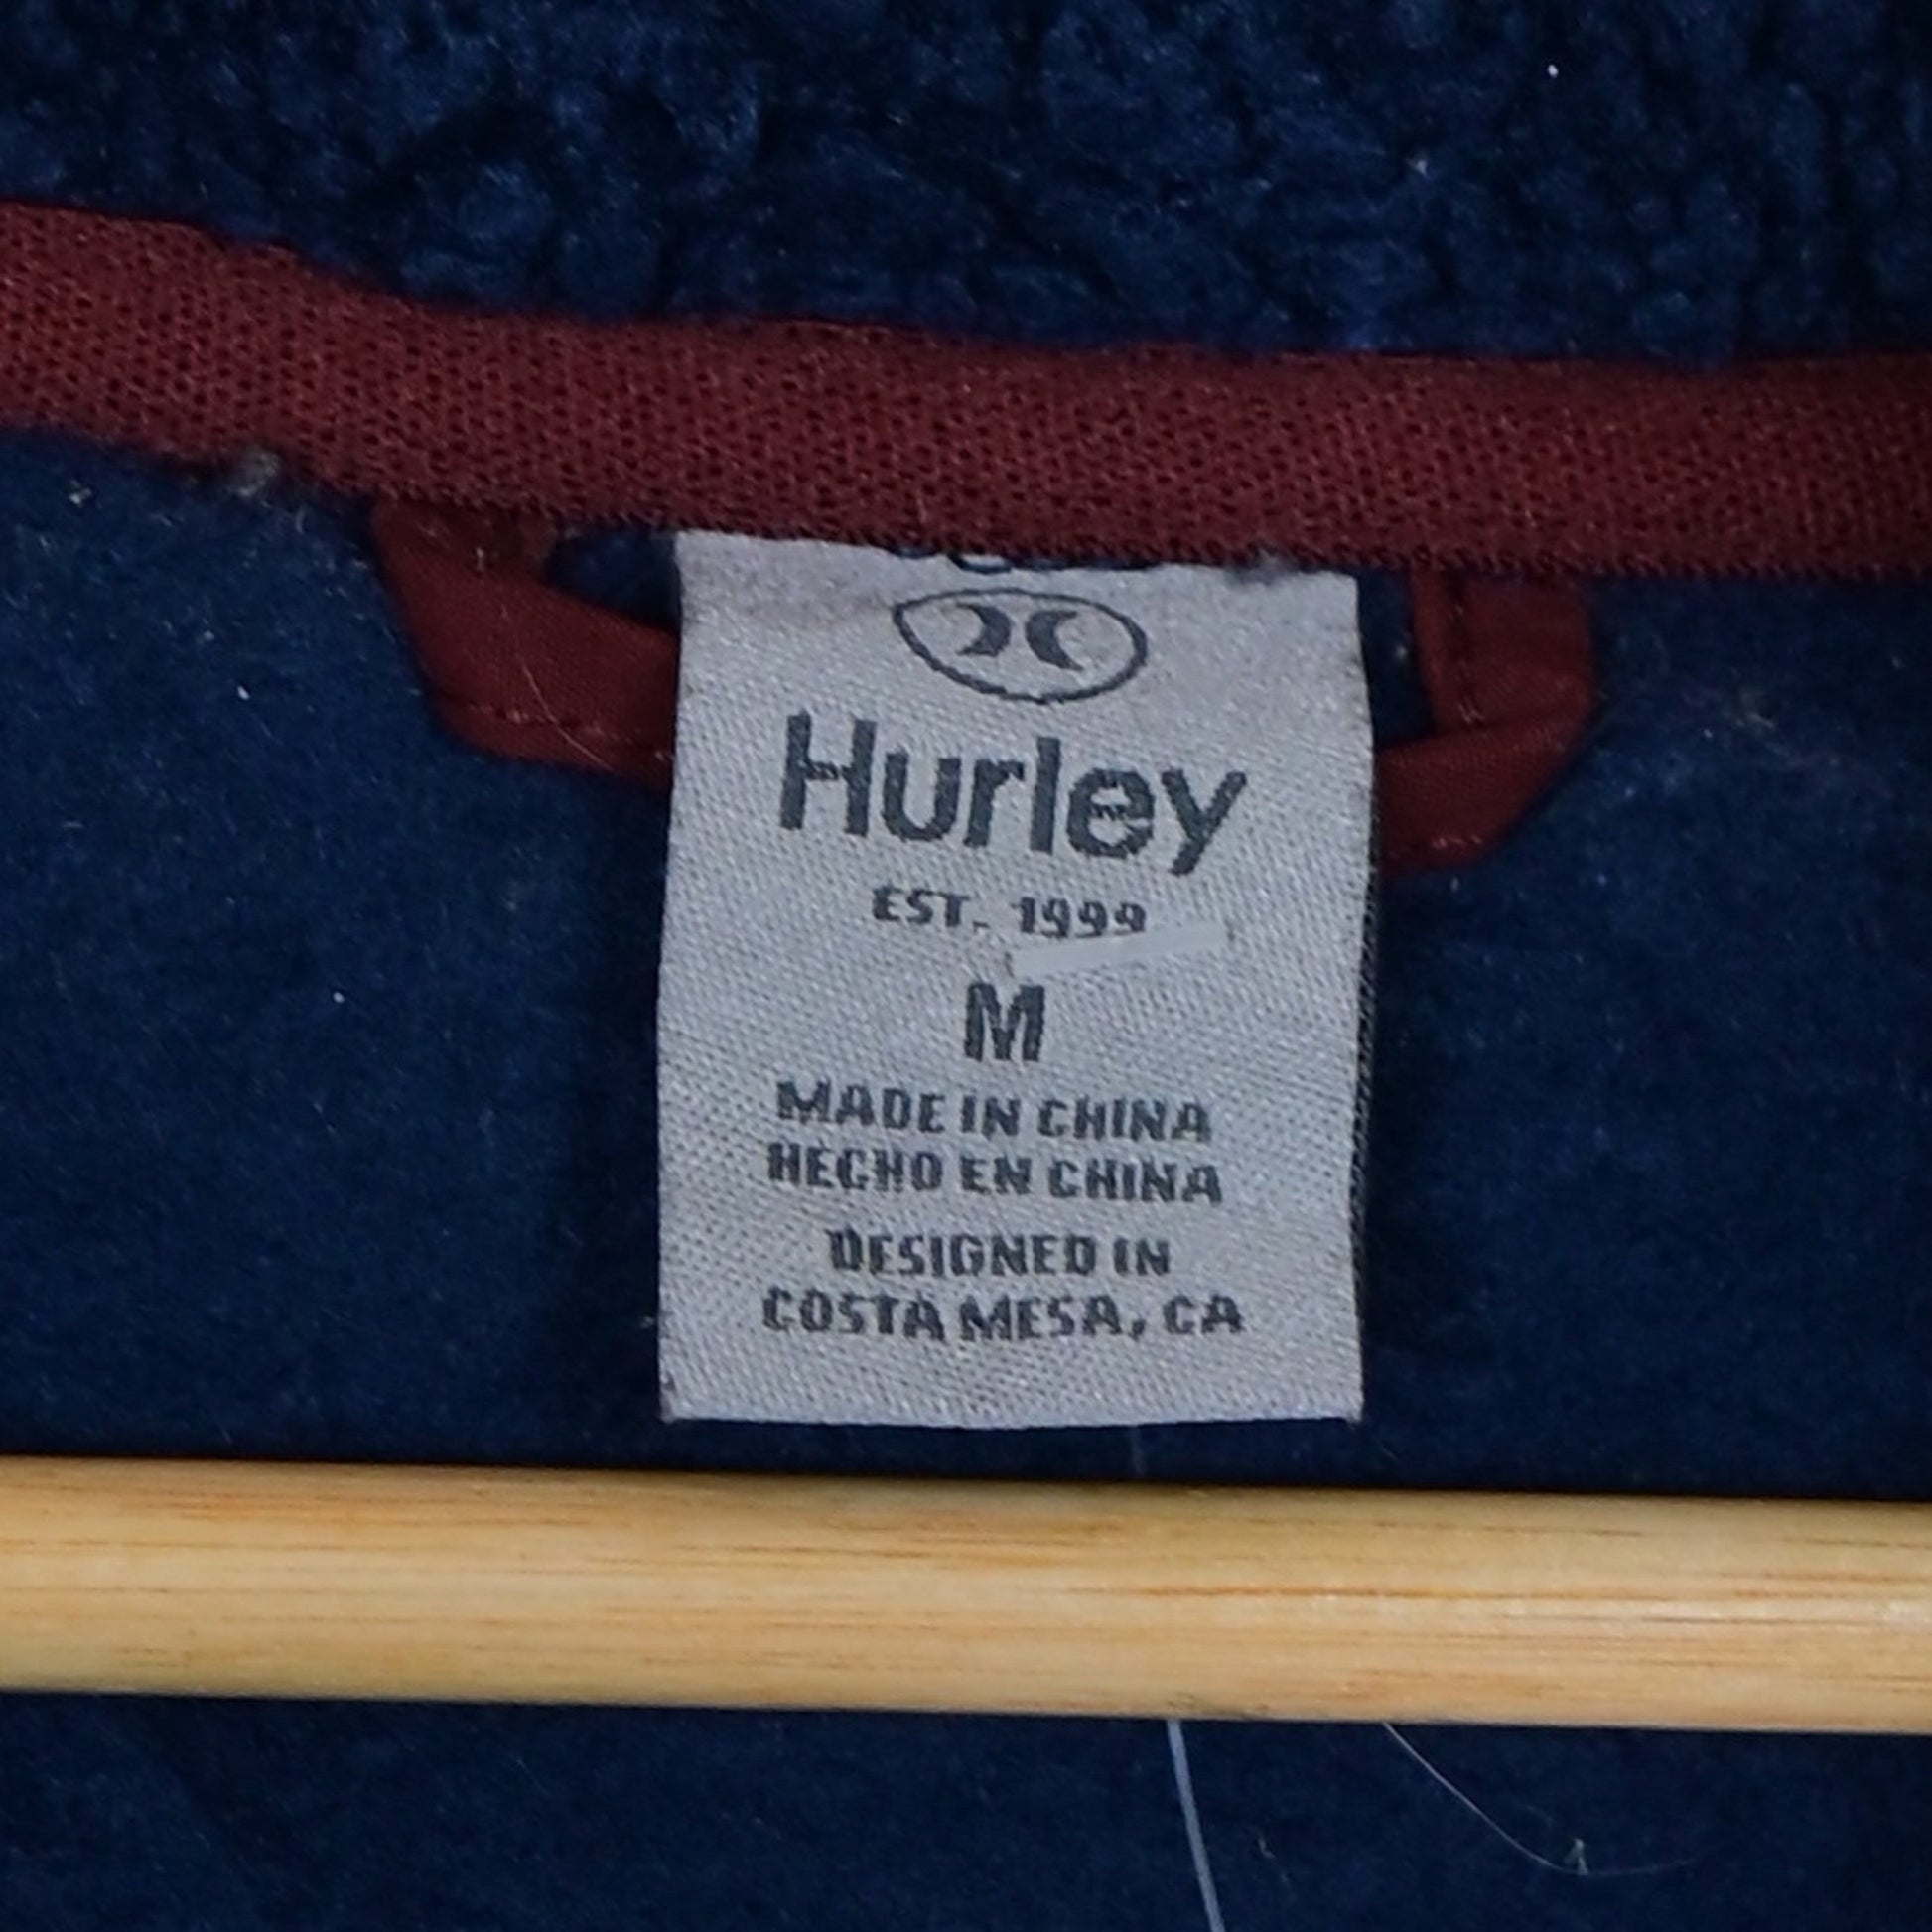 Hurley
EST. 1999
M
MADE IN CHINA
HECHO EN CHINA
DESIGNED IN
COSTA MESA, CA